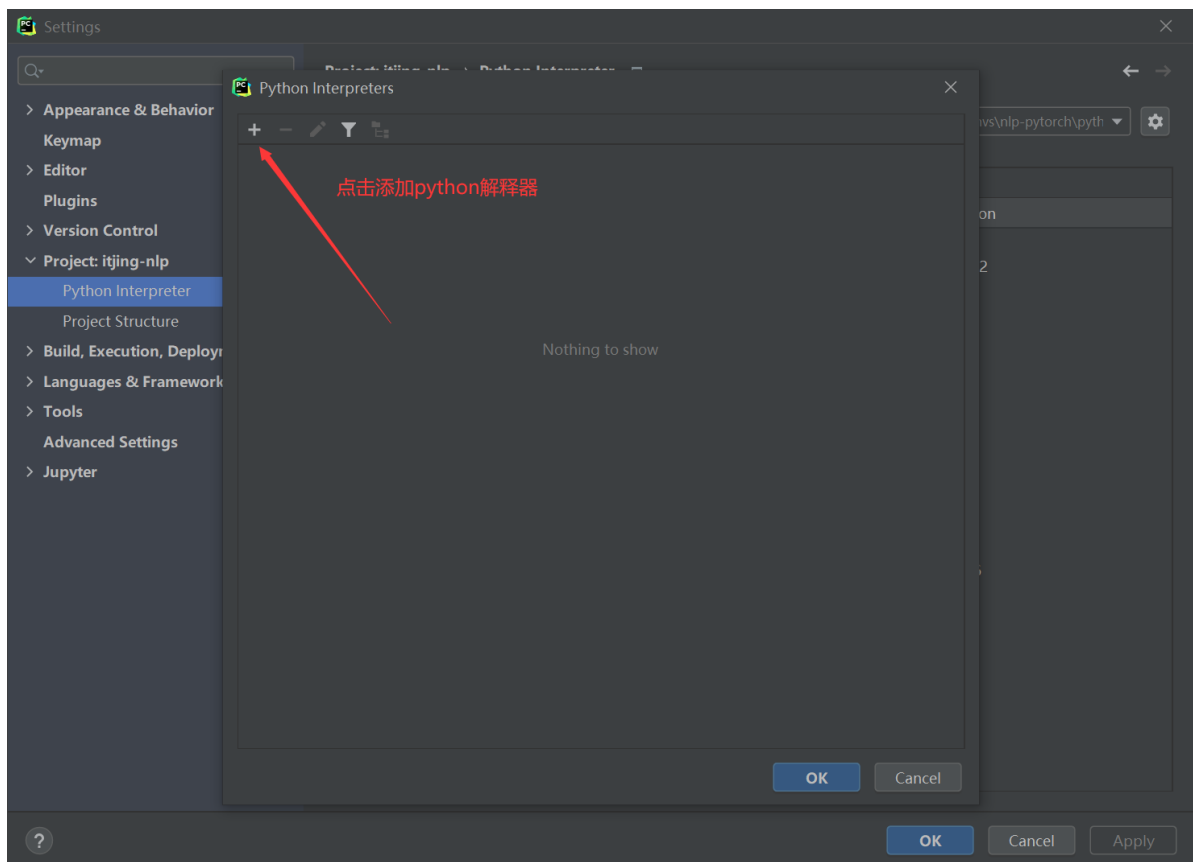 Settings
Python Interpreters
Appearance & Behavior
Keymap
Editor
Plugins
Version Control
Project: itjing-nlp
Python Interpreter
Project Structure
Build, Execution, Deployr
Languages & Framework
Tools
Advanced Settings
Jupyter
点击添加python解释器
Nothing to show
vs\nlp-pytorch\pyth
on
2
OK
Cancel
?
OK
Cancel
Apply